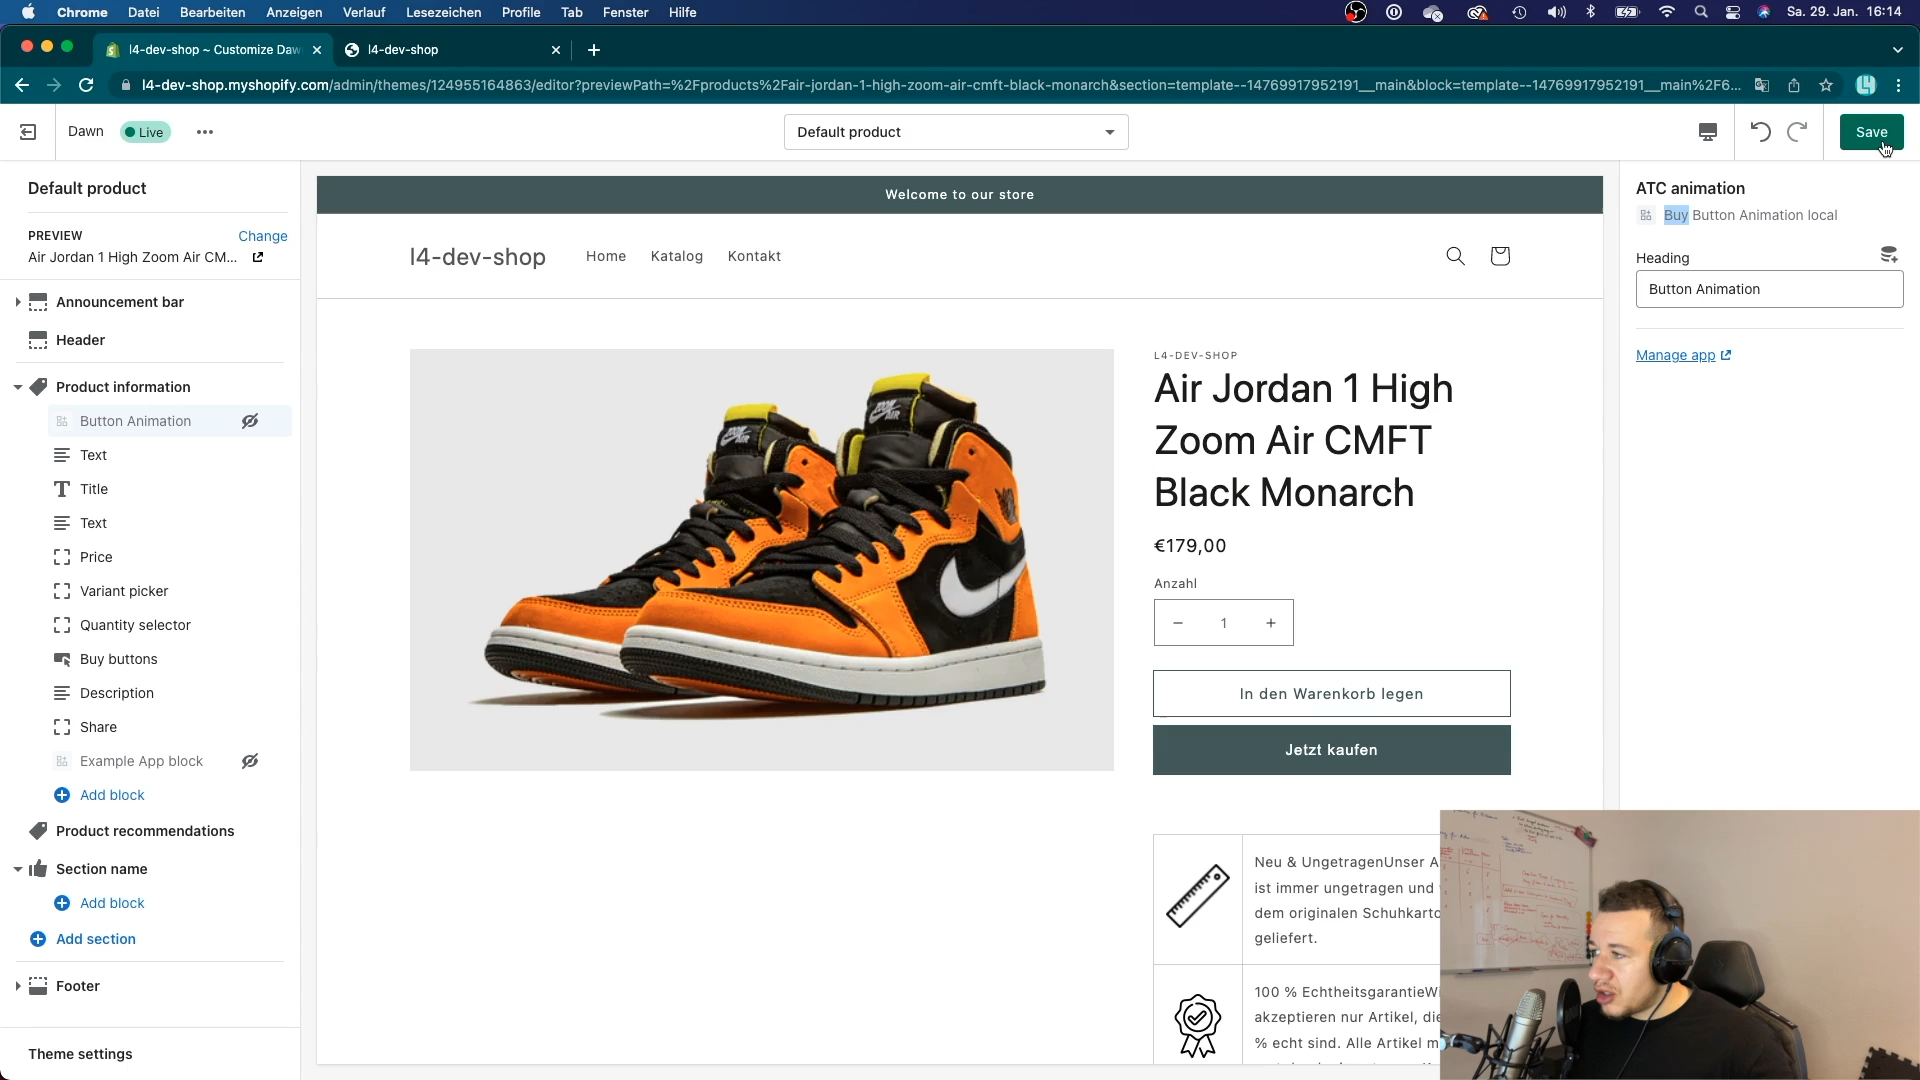 Chrome Datei Bearbeiten Anzeigen Verlauf Lesezeichen Profile Tab Fenster Hilfe Sa. 29. Jan. 16:14
l4-dev-shop ~ Customize Daw l4-dev-shop
l4-dev-shop.myshopify.com/admin/themes/124955164863/editor?previewPath=%2Fproducts%2Fair-jordan-1-high-zoom-air-cmft-black-monarch&section=template--14769917952191__main&block=template--14769917952191__main%2F6...
Dawn Live Default product Save
Default product
PREVIEW Change
Air Jordan 1 High Zoom Air CM...
Announcement bar
Header
Product information
Button Animation
Text
Title
Text
Price
Variant picker
Quantity selector
Buy buttons
Description
Share
Example App block
Add block
Product recommendations
Section name
Add block
Add section
Footer
Theme settings
Welcome to our store
l4-dev-shop Home Katalog Kontakt
L4-DEV-SHOP
Air Jordan 1 High
Zoom Air CMFT
Black Monarch
€179,00
Anzahl
− 1 +
In den Warenkorb legen
Jetzt kaufen
Neu & UngetragenUnser A
ist immer ungetragen und
dem originalen Schuhkarto
geliefert.
100 % EchtheitsgarantieWi
akzeptieren nur Artikel, die
% echt sind. Alle Artikel m
ATC animation
Buy Button Animation local
Heading
Button Animation
Manage app